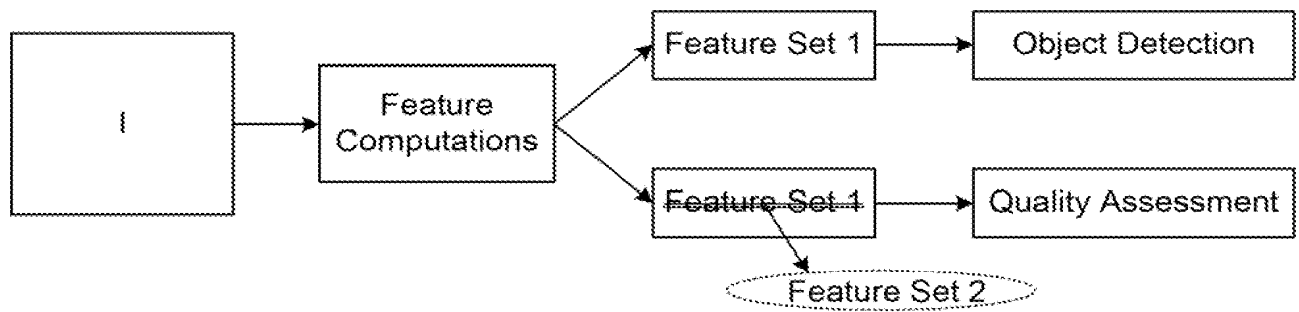 I
Feature
Computations
Feature Set 1
Object Detection
Feature Set 1
Quality Assessment
Feature Set 2